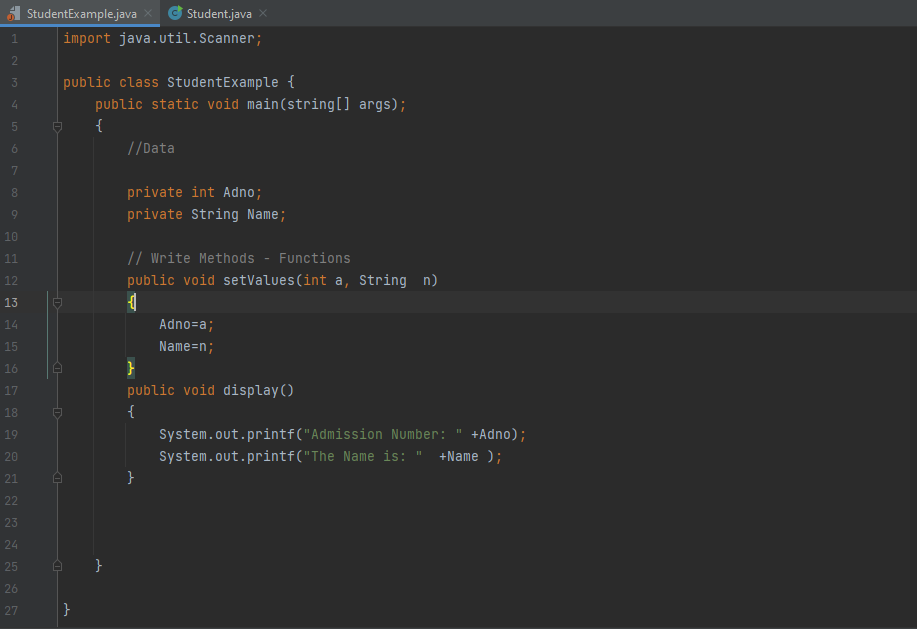 StudentExample.java × Student.java ×
1 import java.util.Scanner;
2
3 public class StudentExample {
4     public static void main(string[] args);
5     {
6         //Data
7
8         private int Adno;
9         private String Name;
10
11         // Write Methods - Functions
12         public void setValues(int a, String  n)
13         {
14             Adno=a;
15             Name=n;
16         }
17         public void display()
18         {
19             System.out.printf("Admission Number: " +Adno);
20             System.out.printf("The Name is: "  +Name );
21         }
22
23
24
25     }
26
27 }